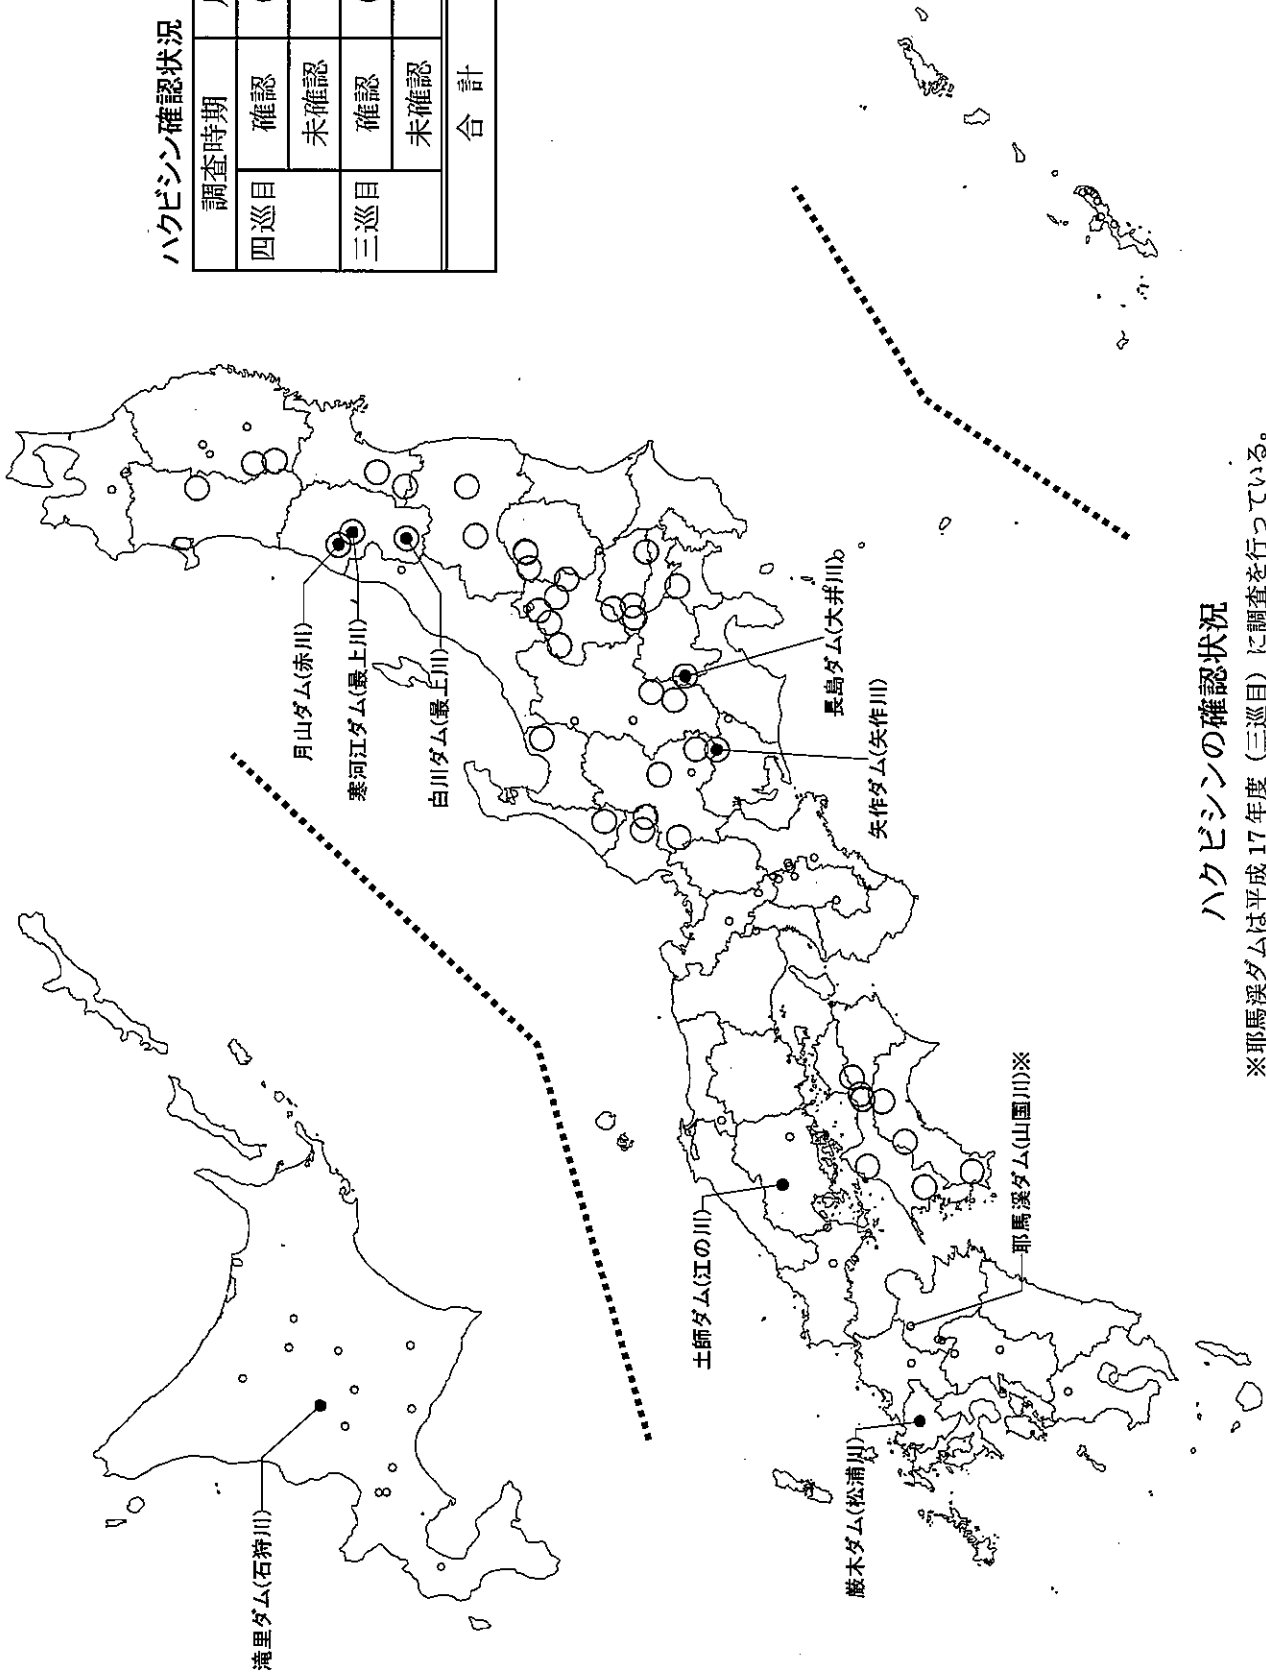 ハクビシン確認状況
調査時期
四巡目
確認
未確認
三巡目
確認
未確認
合 計
月山ダム(赤川)
寒河江ダム(最上川)
白川ダム(最上川)
長島ダム(大井川)
矢作ダム(矢作川)
滝里ダム(石狩川)
土師ダム(江の川)
厳木ダム(松浦川)
耶馬渓ダム(山国川)※
ハクビシンの確認状況
※耶馬渓ダムは平成17年度（三巡目）に調査を行っている。